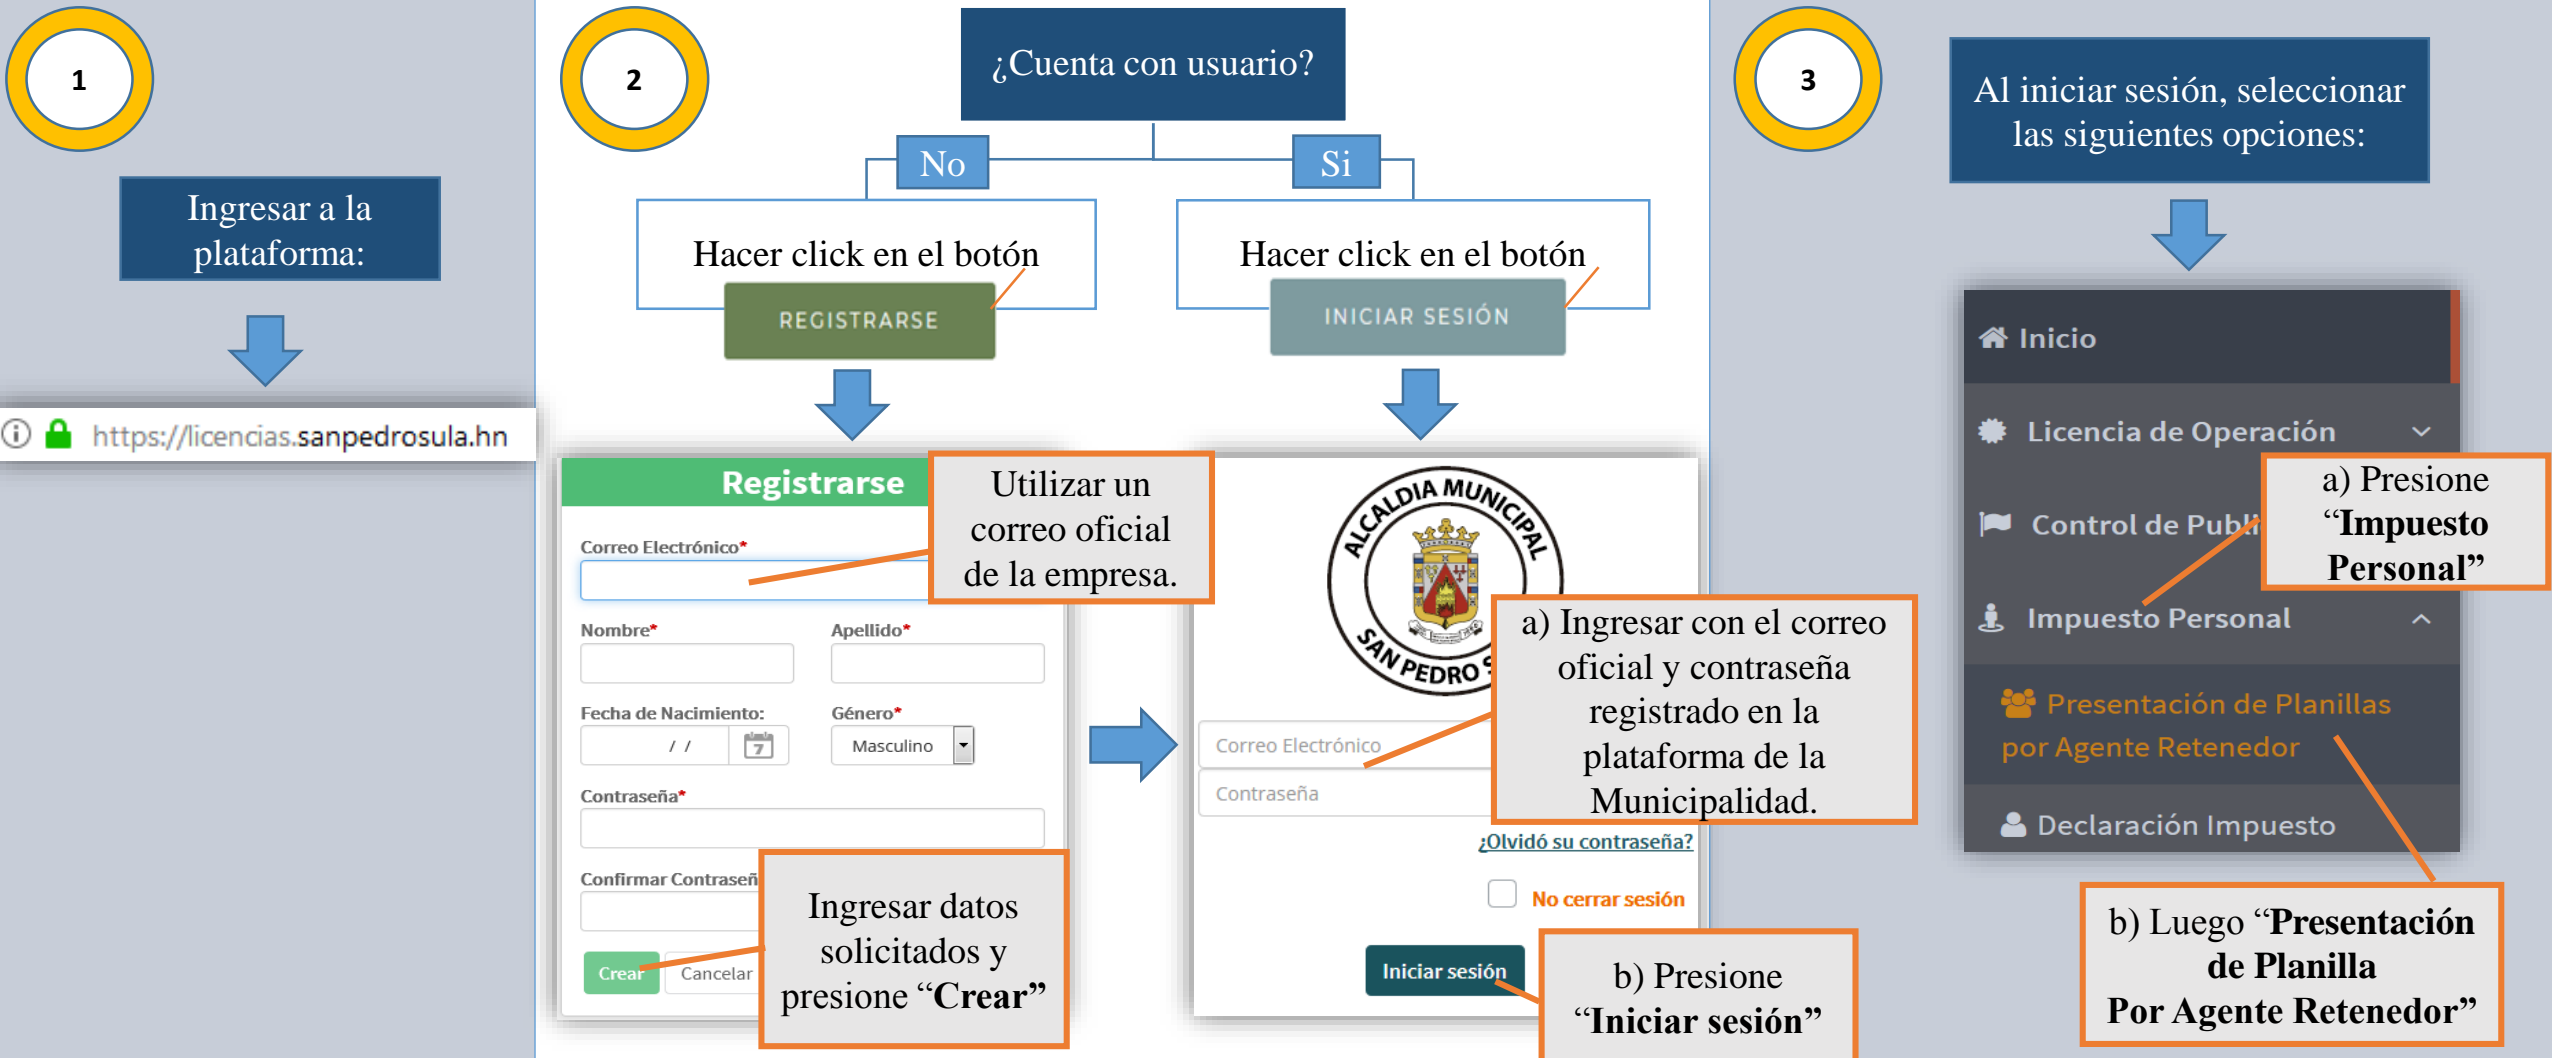 1
Ingresar a la
plataforma:
https://licencias.sanpedrosula.hn
2
¿Cuenta con usuario?
No
Si
Hacer click en el botón
REGISTRARSE
Hacer click en el botón
INICIAR SESIÓN
Registrarse
Utilizar un
correo oficial
de la empresa.
Correo Electrónico*
Nombre*
Apellido*
Fecha de Nacimiento:
Género*
/ /
7
Masculino
Contraseña*
Confirmar Contraseñ
Crear
Cancelar
Ingresar datos
solicitados y
presione “Crear”
ALCALDIA MUNICIPAL
SAN PEDRO S
a) Ingresar con el correo
oficial y contraseña
registrado en la
plataforma de la
Municipalidad.
Correo Electrónico
Contraseña
¿Olvidó su contraseña?
No cerrar sesión
Iniciar sesión
b) Presione
“Iniciar sesión”
3
Al iniciar sesión, seleccionar
las siguientes opciones:
Inicio
Licencia de Operación
Control de Publi
a) Presione
“Impuesto
Personal”
Impuesto Personal
Presentación de Planillas
por Agente Retenedor
Declaración Impuesto
b) Luego “Presentación
de Planilla
Por Agente Retenedor”